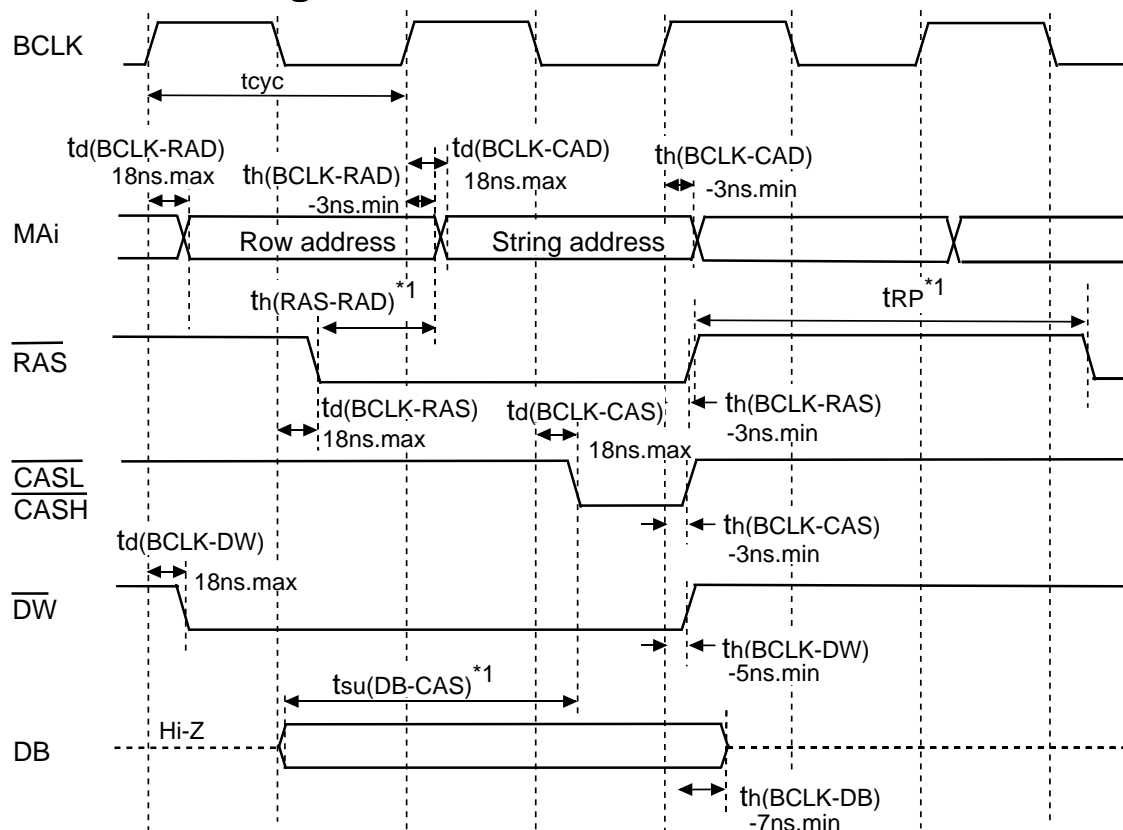 BCLK
tcyc
td(BCLK-RAD)
18ns.max
th(BCLK-RAD)
-3ns.min
td(BCLK-CAD)
18ns.max
th(BCLK-CAD)
-3ns.min
MAi
Row address
String address
th(RAS-RAD)*1
tRP*1
RAS
td(BCLK-RAS)
18ns.max
td(BCLK-CAS)
18ns.max
th(BCLK-RAS)
-3ns.min
CASL
CASH
th(BCLK-CAS)
-3ns.min
td(BCLK-DW)
18ns.max
DW
th(BCLK-DW)
-5ns.min
tsu(DB-CAS)*1
Hi-Z
DB
th(BCLK-DB)
-7ns.min